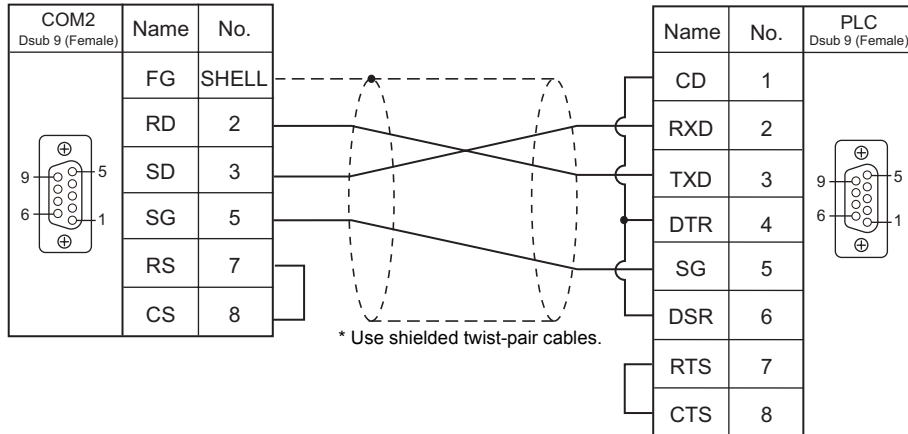 COM2
Dsub 9 (Female)
Name No.
FG SHELL
RD 2
SD 3
SG 5
RS 7
CS 8
9 5
6 1
* Use shielded twist-pair cables.
Name No.
PLC
Dsub 9 (Female)
CD 1
RXD 2
TXD 3
DTR 4
SG 5
DSR 6
RTS 7
CTS 8
9 5
6 1